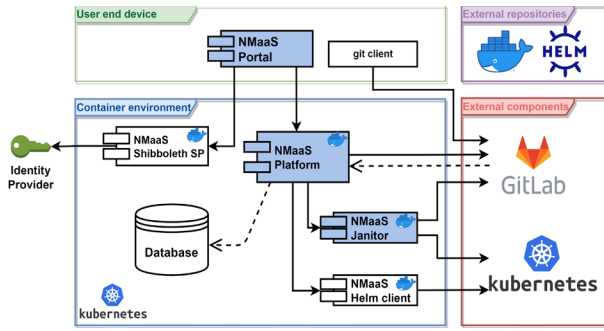 User end device
External repositories
NMaaS
Portal
git client
HELM
Container environment
External components
NMaaS
Shibboleth SP
NMaaS
Platform
Identity
Provider
GitLab
NMaaS
Janitor
Database
kubernetes
NMaaS
Helm client
kubernetes